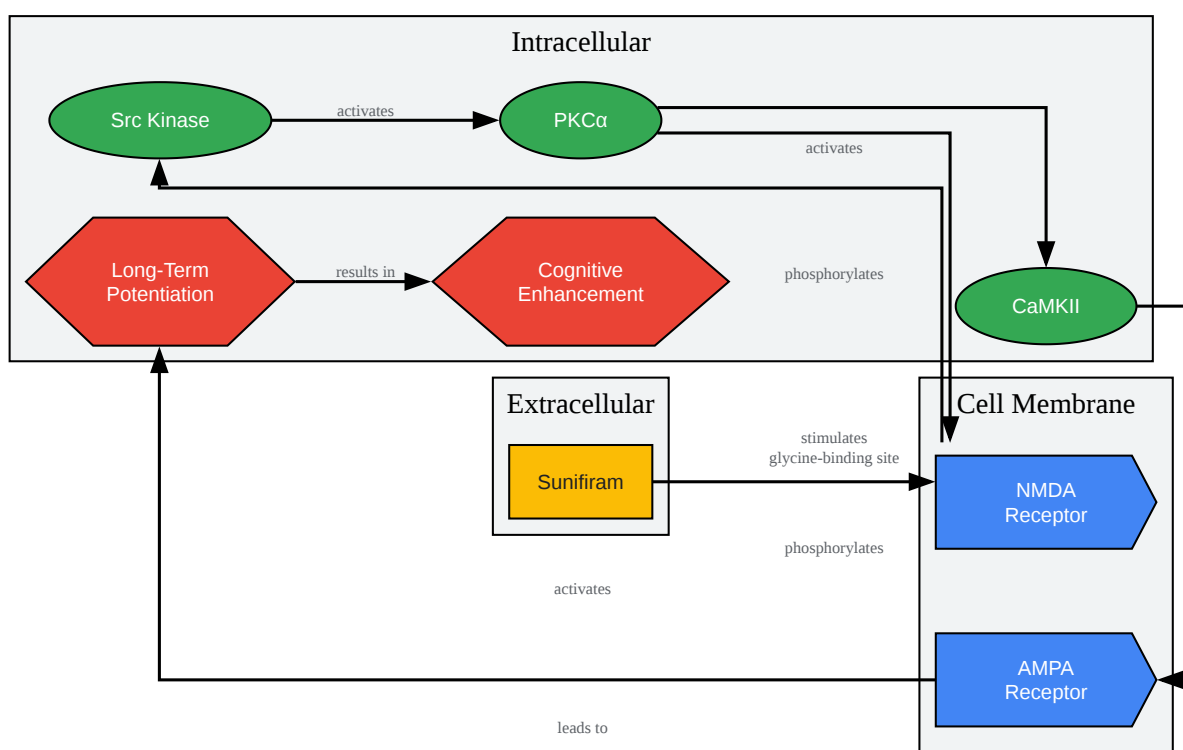 Intracellular
Src Kinase
activates
PKCα
activates
Long-Term
Potentiation
results in
Cognitive
Enhancement
phosphorylates
CaMKII
Extracellular
Cell Membrane
Sunifiram
stimulates
glycine-binding site
NMDA
Receptor
phosphorylates
activates
AMPA
Receptor
leads to